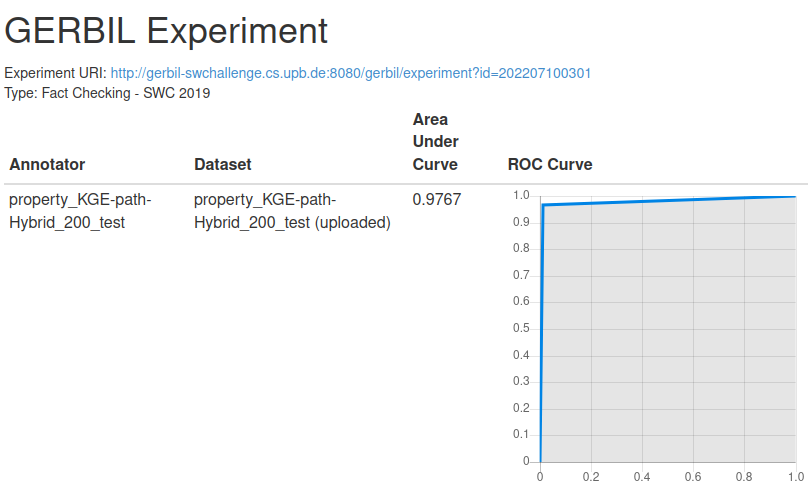 GERBIL Experiment
Experiment URI: http://gerbil-swchallenge.cs.upb.de:8080/gerbil/experiment?id=202207100301
Type: Fact Checking - SWC 2019
Annotator
Dataset
Area
Under
Curve
ROC Curve
property_KGE-path-
Hybrid_200_test
property_KGE-path-
Hybrid_200_test (uploaded)
0.9767
1.0
0.9
0.8
0.7
0.6
0.5
0.4
0.3
0.2
0.1
0
0 0.2 0.4 0.6 0.8 1.0